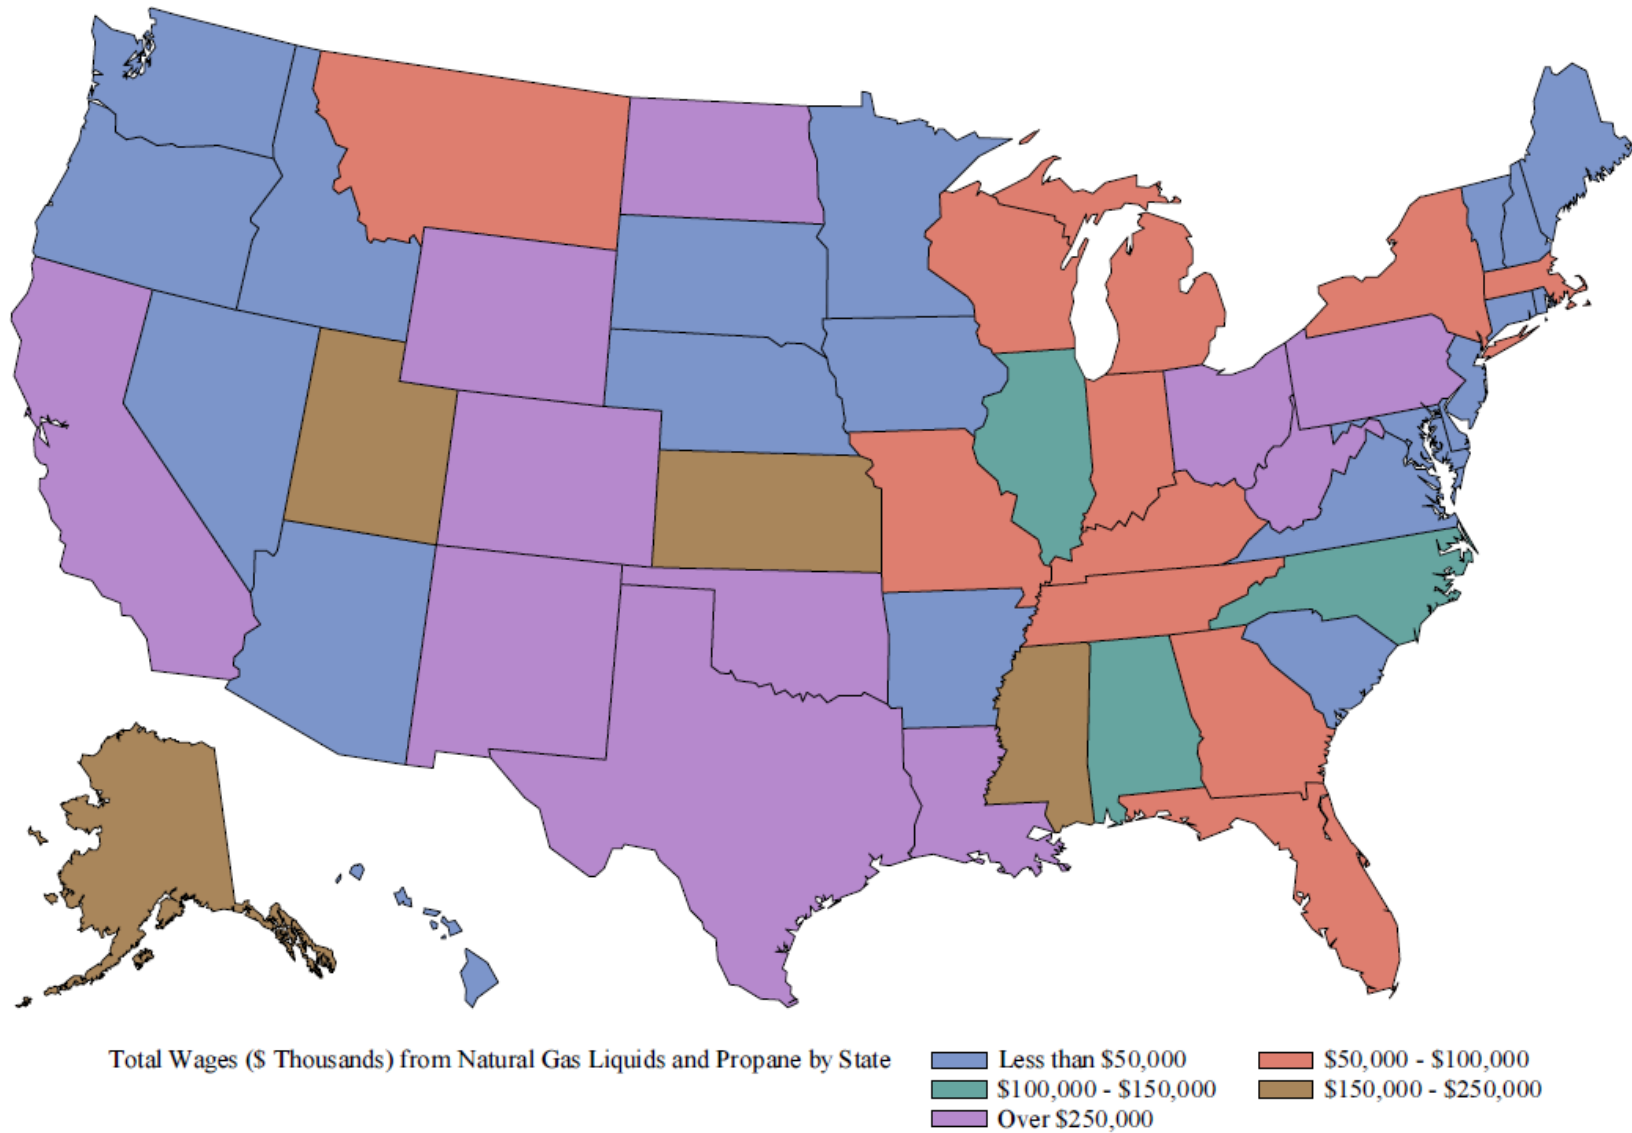 Total Wages ($ Thousands) from Natural Gas Liquids and Propane by State
Less than $50,000
$50,000 - $100,000
$100,000 - $150,000
$150,000 - $250,000
Over $250,000